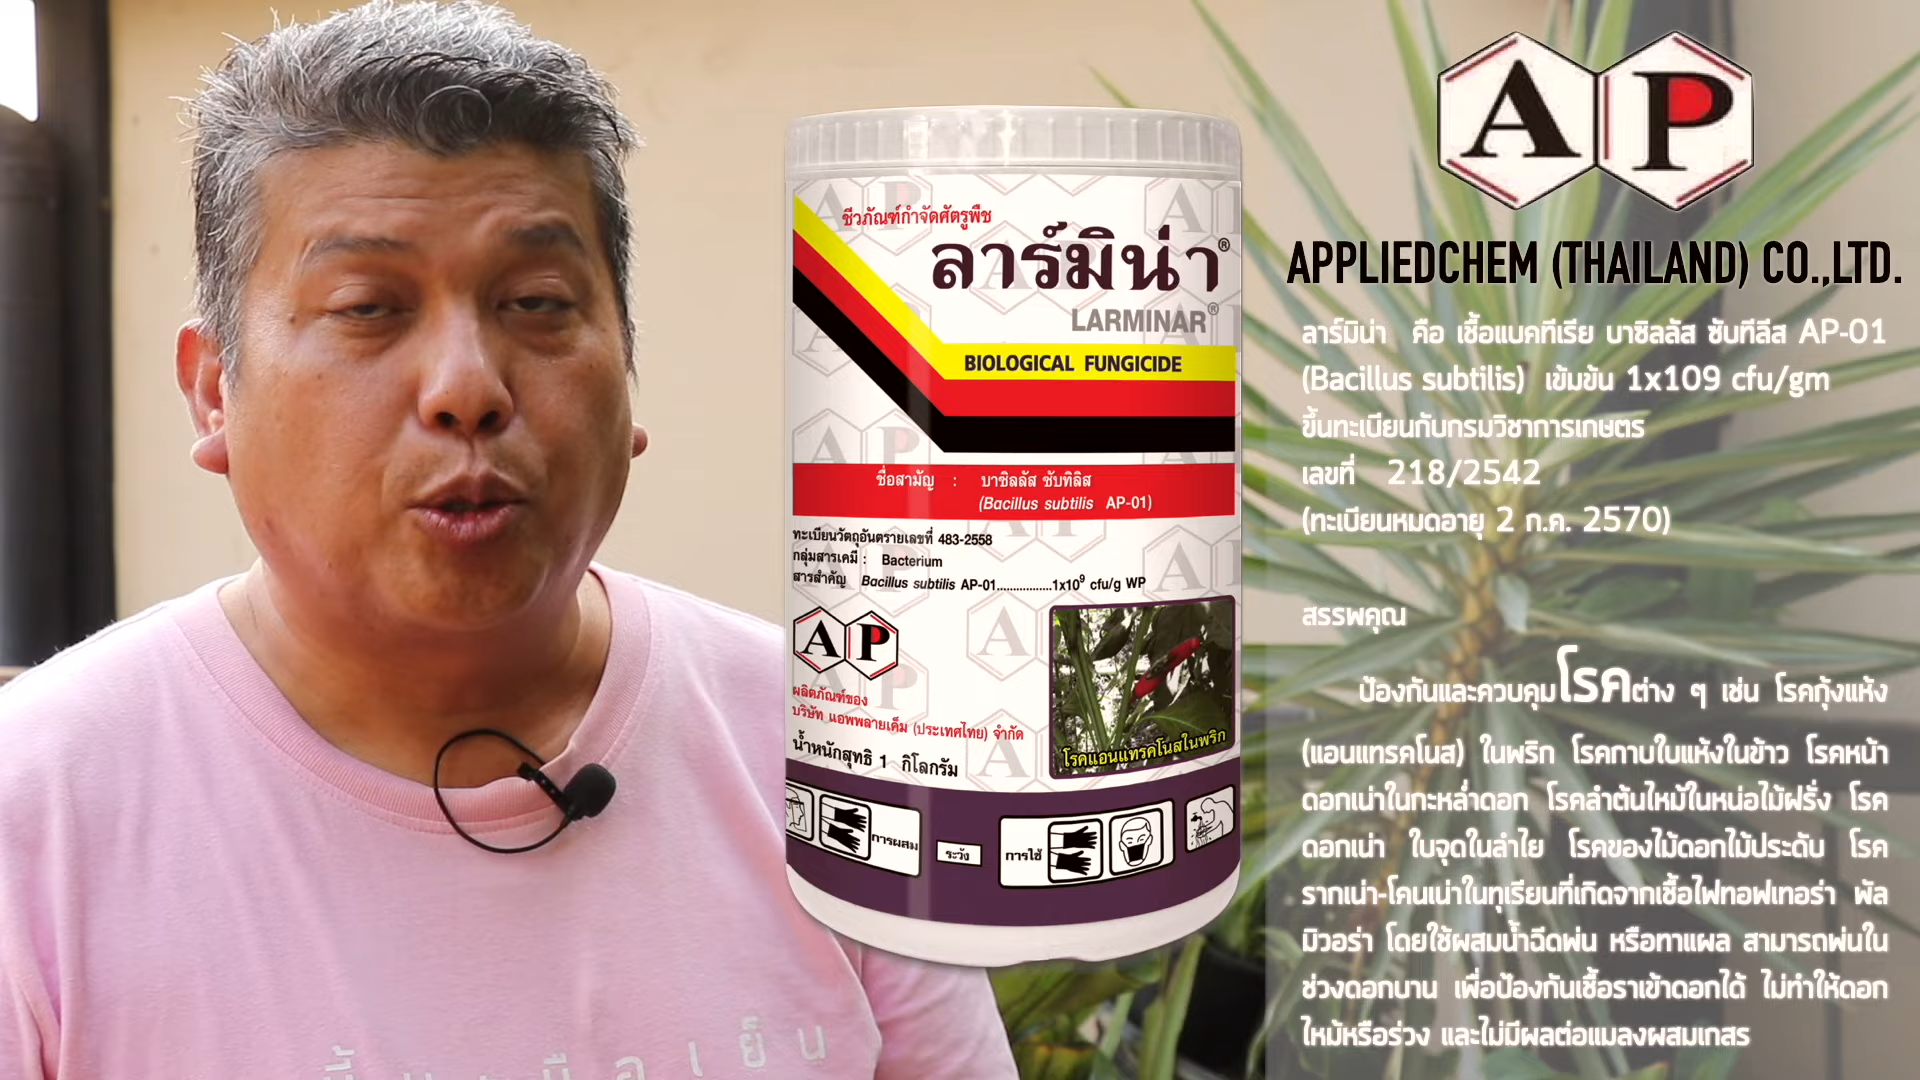 AP
APPLIEDCHEM (THAILAND) CO.,LTD.
ลาร์มิน่า คือ เชื้อแบคทีเรีย บาซิลลัส ซับทีลีส AP-01
(Bacillus subtilis) เข้มข้น 1x109 cfu/gm
ขึ้นทะเบียนกับกรมวิชาการเกษตร
เลขที่ 218/2542
(ทะเบียนหมดอายุ 2 ก.ค. 2570)
สรรพคุณ
ป้องกันและควบคุมโรคต่าง ๆ เช่น โรคกุ้งแห้ง
(แอนแทรคโนส) ในพริก โรคกาบใบแห้งในข้าว โรคหน้า
ดอกเน่าในกะหล่ำดอก โรคลำต้นไหม้ในหน่อไม้ฝรั่ง โรค
ดอกเน่า ใบจุดในลำไย โรคของไม้ดอกไม้ประดับ โรค
รากเน่า-โคนเน่าในทุเรียนที่เกิดจากเชื้อไฟทอฟเทอร่า พัล
มิวอร่า โดยใช้ผสมน้ำฉีดพ่น หรือทาแผล สามารถพ่นใน
ช่วงดอกบาน เพื่อป้องกันเชื้อราเข้าดอกได้ ไม่ทำให้ดอก
ไหม้หรือร่วง และไม่มีผลต่อแมลงผสมเกสร
ชีวภัณฑ์กำจัดศัตรูพืช
ลาร์มิน่า®
LARMINAR®
BIOLOGICAL FUNGICIDE
ชื่อสามัญ : บาซิลลัส ซับทิลิส
(Bacillus subtilis AP-01)
ทะเบียนวัตถุอันตรายเลขที่ 483-2558
กลุ่มสารเคมี : Bacterium
สารสำคัญ Bacillus subtilis AP-01................1x10⁹ cfu/g WP
AP
ผลิตภัณฑ์ของ
บริษัท แอพพลายเค็ม (ประเทศไทย) จำกัด
น้ำหนักสุทธิ 1 กิโลกรัม
โรคแอนแทรคโนสในพริก
การผสม
ระวัง
การใช้